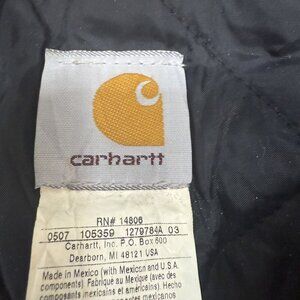 carhartt
RN# 14806
0507 105359 1279784A 03
Carhartt, Inc. P.O. Box 600
Dearborn, MI 48121 USA
Made in Mexico (with Mexican and U.S.A.
components). Fabriqué au Mexique (avec des
composants mexicains et américains). Hecho